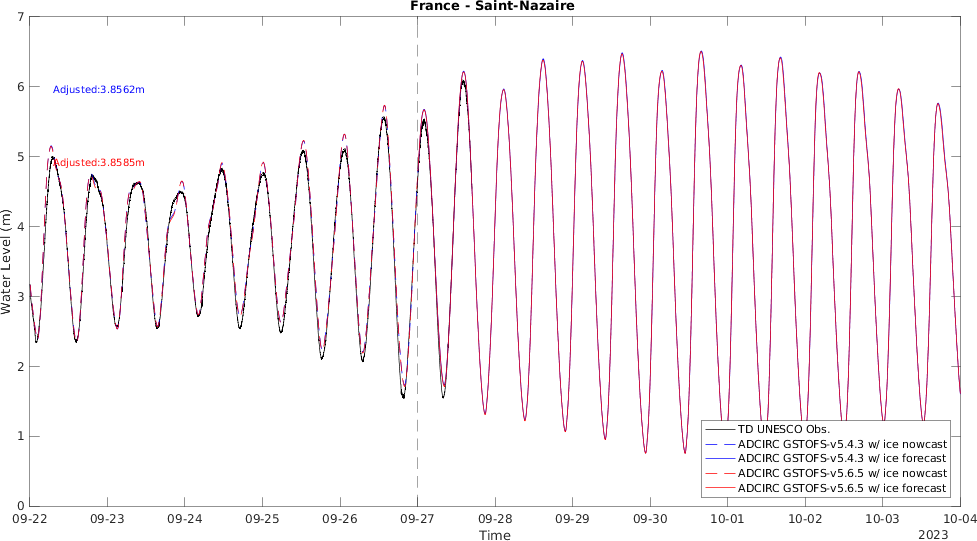 France - Saint-Nazaire
7
6
5
4
3
2
1
0
Water Level (m)
Adjusted:3.8562m
Adjusted:3.8585m
TD UNESCO Obs.
ADCIRC GSTOFS-v5.4.3 w/ ice nowcast
ADCIRC GSTOFS-v5.4.3 w/ ice forecast
ADCIRC GSTOFS-v5.6.5 w/ ice nowcast
ADCIRC GSTOFS-v5.6.5 w/ ice forecast
09-22 09-23 09-24 09-25 09-26 09-27 09-28 09-29 09-30 10-01 10-02 10-03 10-04
Time
2023